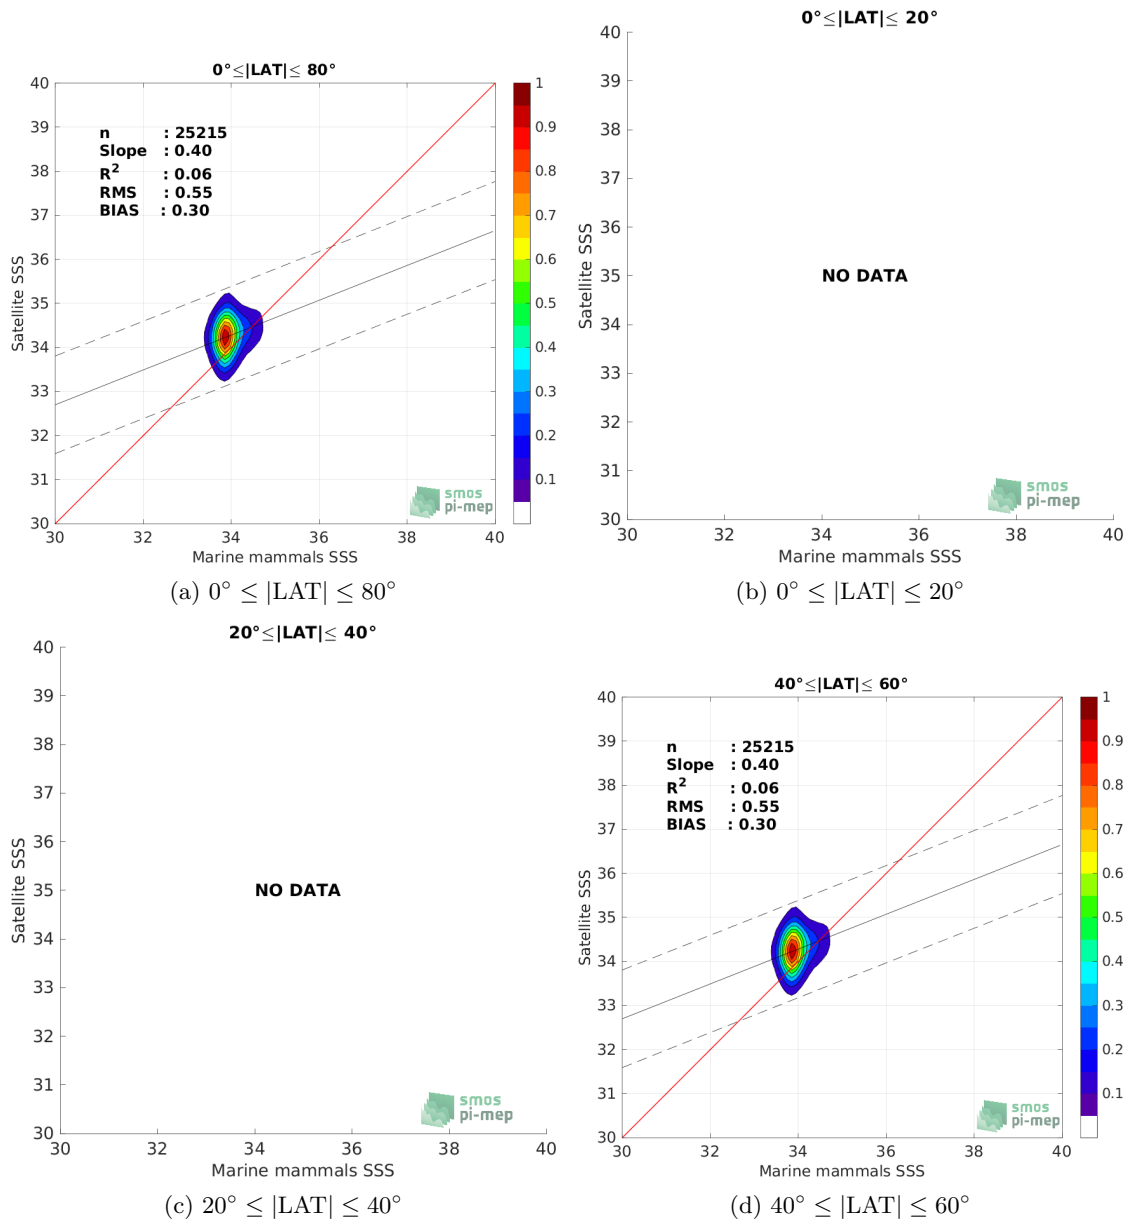 0°≤|LAT|≤ 80°
40
39
38
37
36
35
34
33
32
31
30
Satellite SSS
n : 25215
Slope : 0.40
R² : 0.06
RMS : 0.55
BIAS : 0.30
smos
pi-mep
30 32 34 36 38 40
Marine mammals SSS
1
0.9
0.8
0.7
0.6
0.5
0.4
0.3
0.2
0.1
(a) 0° ≤ |LAT| ≤ 80°
0°≤|LAT|≤ 20°
40
39
38
37
36
35
34
33
32
31
30
Satellite SSS
NO DATA
smos
pi-mep
30 32 34 36 38 40
Marine mammals SSS
(b) 0° ≤ |LAT| ≤ 20°
20°≤|LAT|≤ 40°
40
39
38
37
36
35
34
33
32
31
30
Satellite SSS
NO DATA
smos
pi-mep
30 32 34 36 38 40
Marine mammals SSS
(c) 20° ≤ |LAT| ≤ 40°
40°≤|LAT|≤ 60°
40
39
38
37
36
35
34
33
32
31
30
Satellite SSS
n : 25215
Slope : 0.40
R² : 0.06
RMS : 0.55
BIAS : 0.30
smos
pi-mep
30 32 34 36 38 40
Marine mammals SSS
1
0.9
0.8
0.7
0.6
0.5
0.4
0.3
0.2
0.1
(d) 40° ≤ |LAT| ≤ 60°